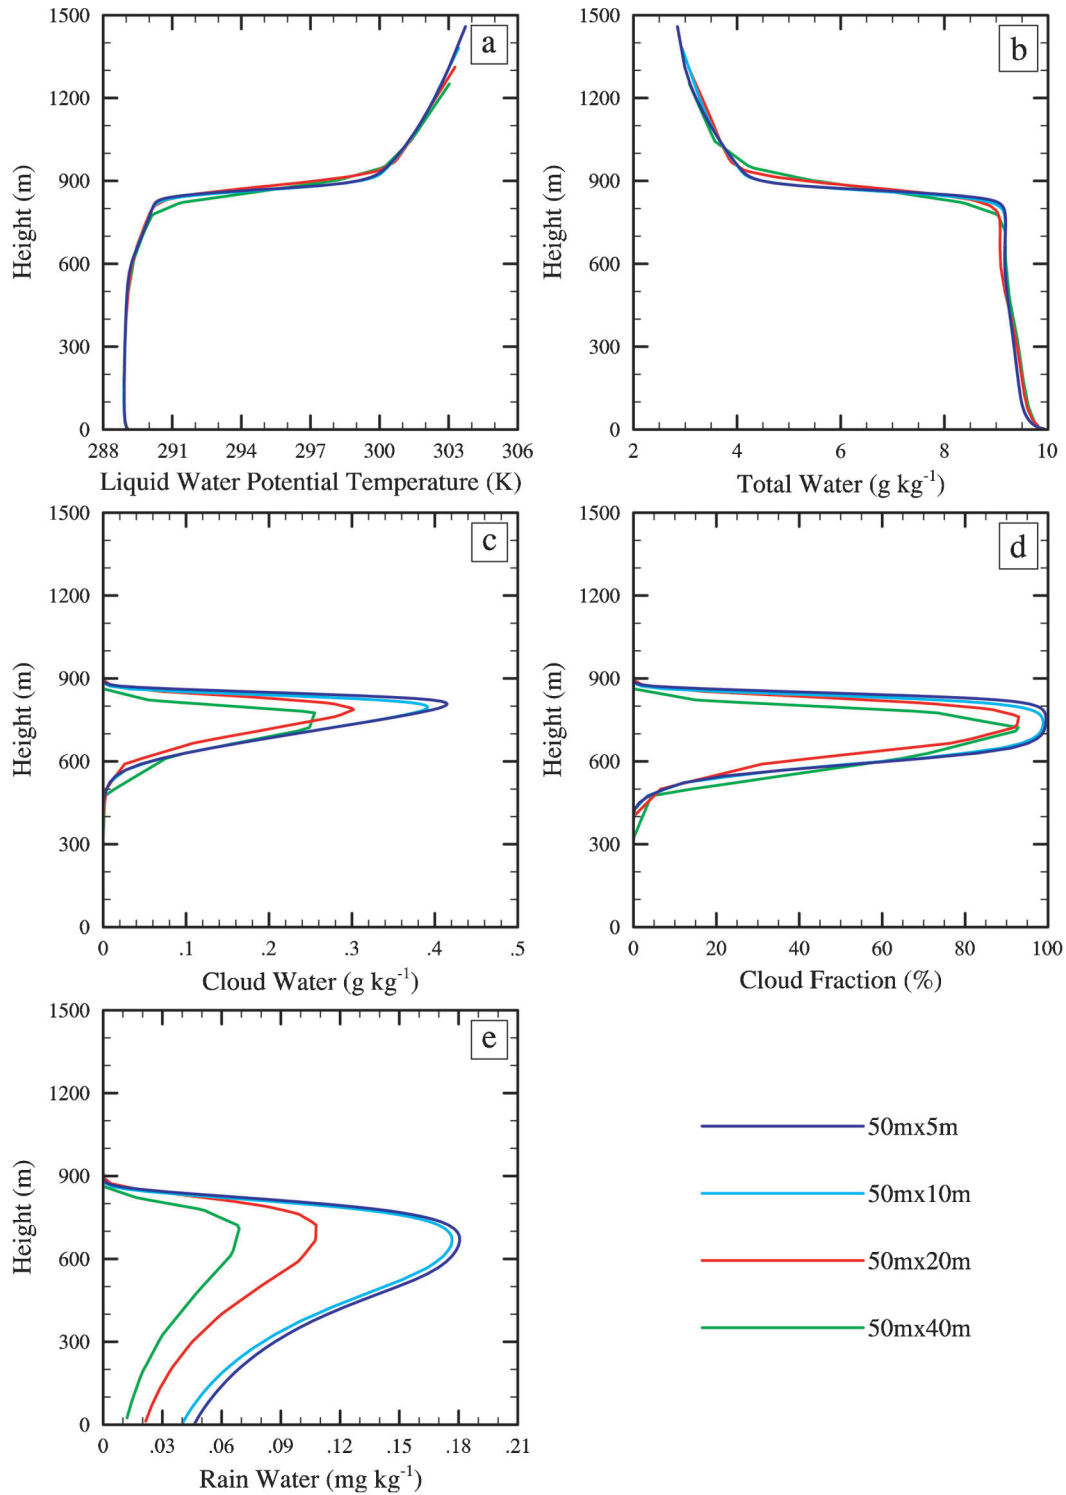 1500
1200
900
600
300
0
Height (m)
a
288 291 294 297 300 303 306
Liquid Water Potential Temperature (K)
1500
1200
900
600
300
0
Height (m)
b
2 4 6 8 10
Total Water (g kg⁻¹)
1500
1200
900
600
300
0
Height (m)
c
0 .1 .2 .3 .4 .5
Cloud Water (g kg⁻¹)
1500
1200
900
600
300
0
Height (m)
d
0 20 40 60 80 100
Cloud Fraction (%)
1500
1200
900
600
300
0
Height (m)
e
0 .03 .06 .09 .12 .15 .18 .21
Rain Water (mg kg⁻¹)
50mx5m
50mx10m
50mx20m
50mx40m